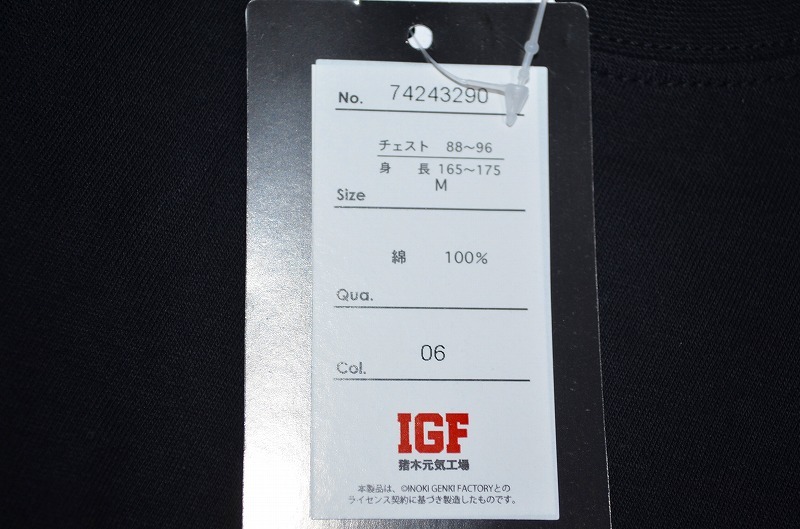 No. 74243290
チェスト 88～96
身 長 165～175
M
Size
綿 100%
Qua.
06
Col.
IGF
猪木元気工場
本製品は、©INOKI GENKI FACTORYとの
ライセンス契約に基づき製造したものです。